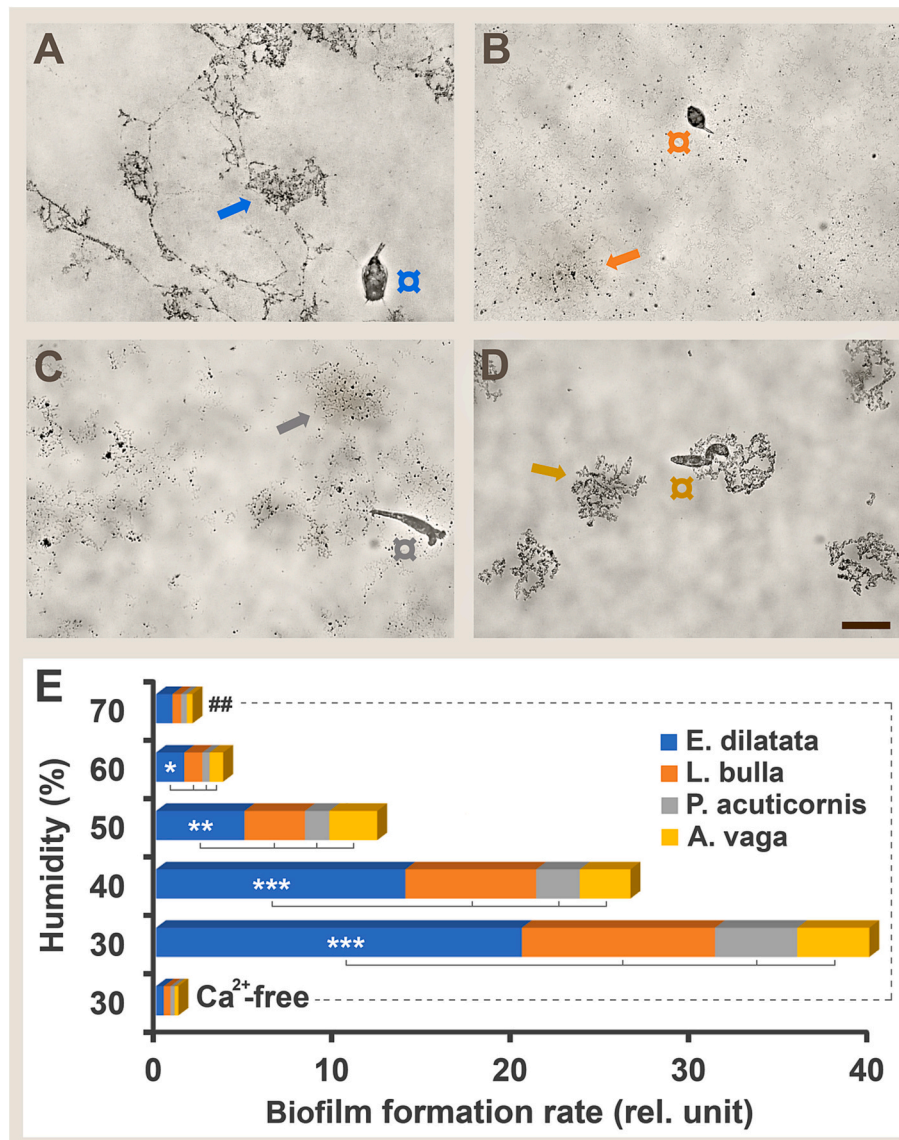 A
B
C
D
E
Humidity (%)
70
60
50
40
30
30
##
*
**
***
***
Ca²⁺-free
E. dilatata
L. bulla
P. acuticornis
A. vaga
0
10
20
30
40
Biofilm formation rate (rel. unit)